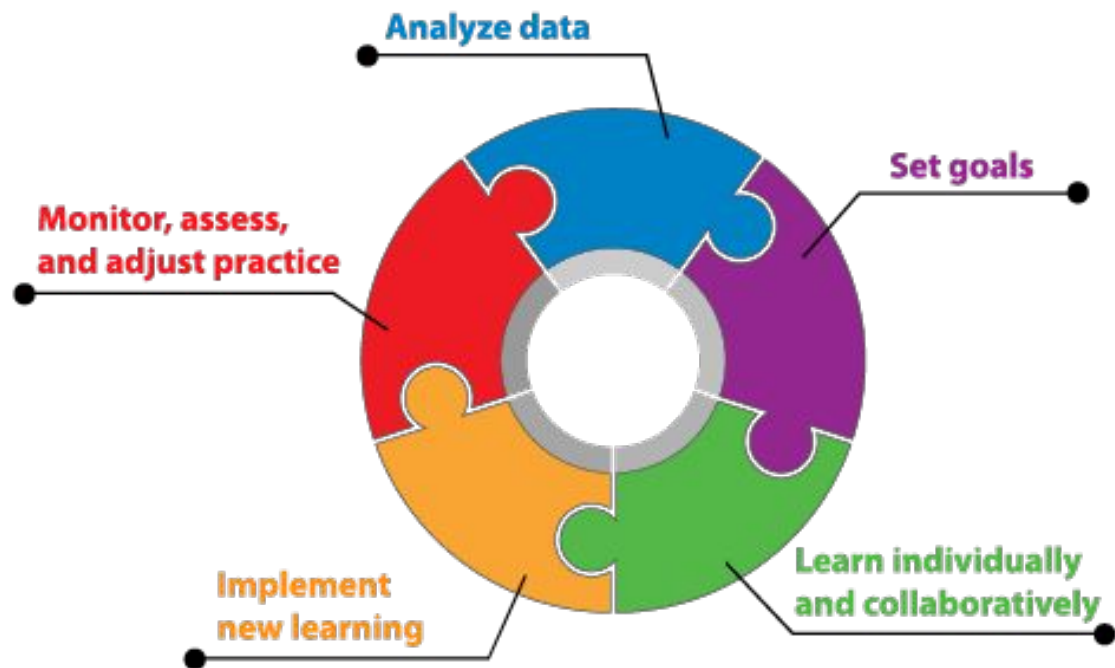 Analyze data
Set goals
Monitor, assess,
and adjust practice
Learn individually
and collaboratively
Implement
new learning